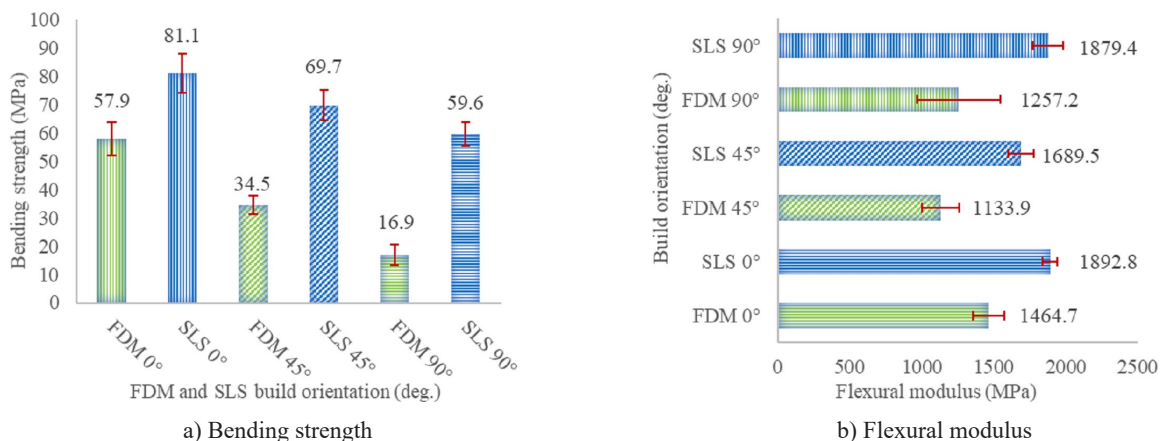 Bending strength (MPa)
100
90
80
70
60
50
40
30
20
10
0
57.9
81.1
34.5
69.7
16.9
59.6
FDM 0°
SLS 0°
FDM 45°
SLS 45°
FDM 90°
SLS 90°
FDM and SLS build orientation (deg.)
a) Bending strength
Build orientation (deg.)
SLS 90°
1879.4
FDM 90°
1257.2
SLS 45°
1689.5
FDM 45°
1133.9
SLS 0°
1892.8
FDM 0°
1464.7
0 500 1000 1500 2000 2500
Flexural modulus (MPa)
b) Flexural modulus